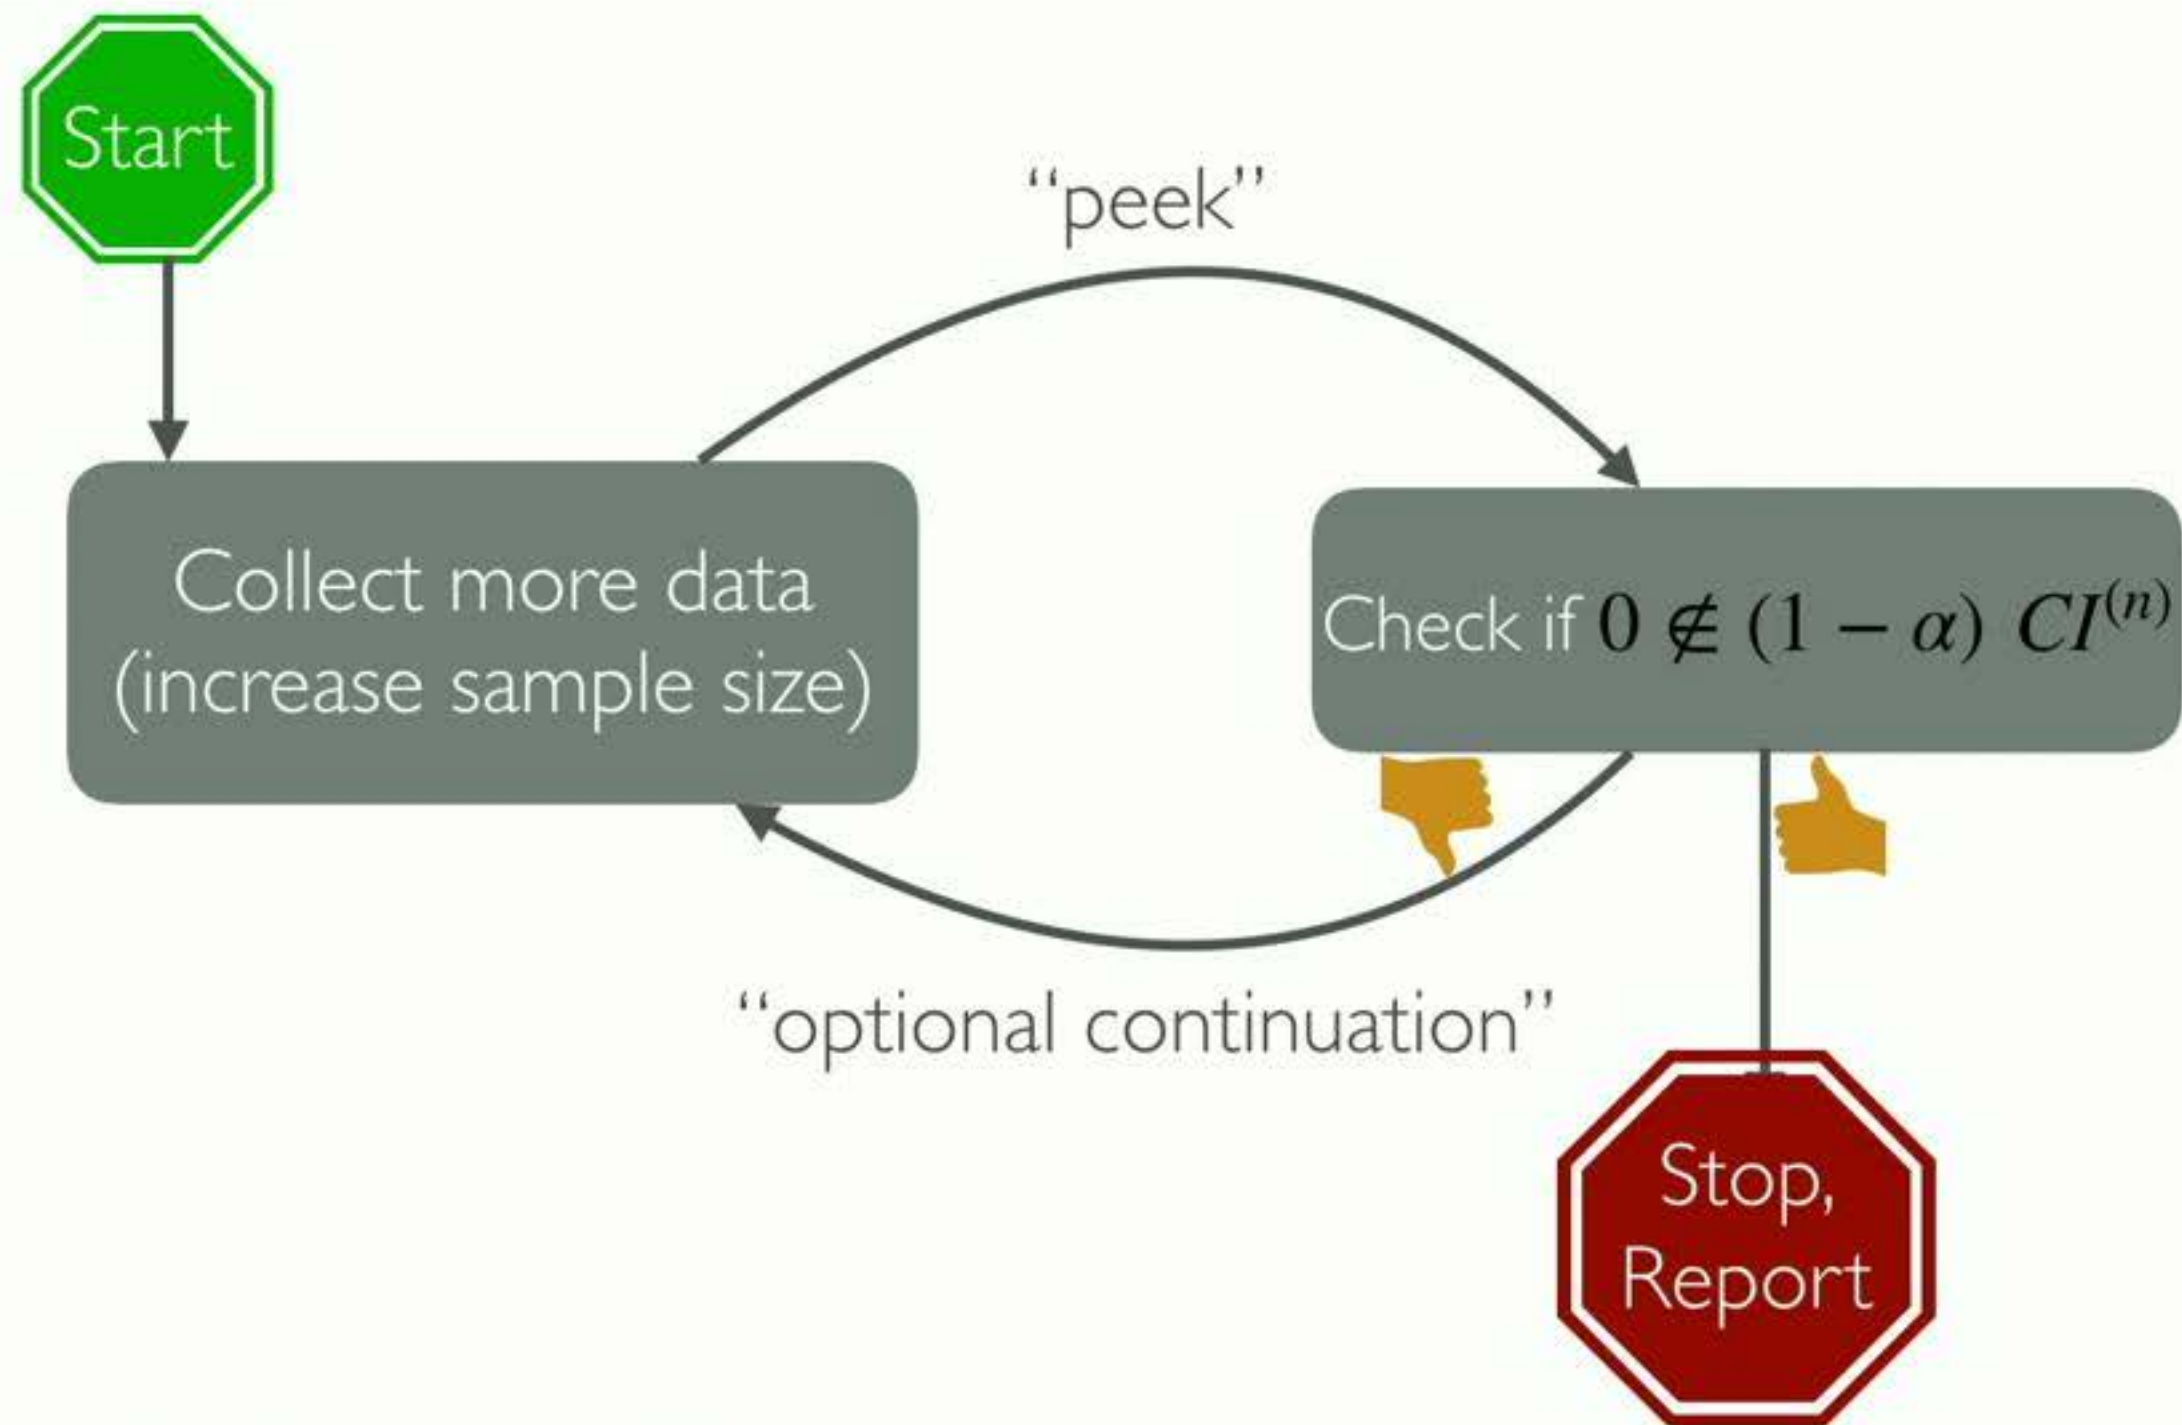 Start
“peek”
Collect more data
(increase sample size)
Check if 0 ∉ (1 − α) CI⁽ⁿ⁾
“optional continuation”
Stop,
Report